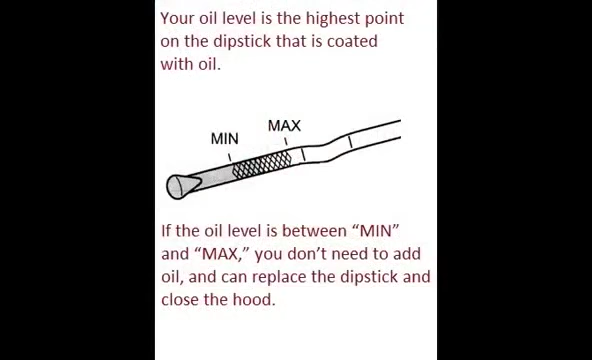 Your oil level is the highest point
on the dipstick that is coated
with oil.
MAX
MIN
If the oil level is between “MIN”
and “MAX,” you don’t need to add
oil, and can replace the dipstick and
close the hood.